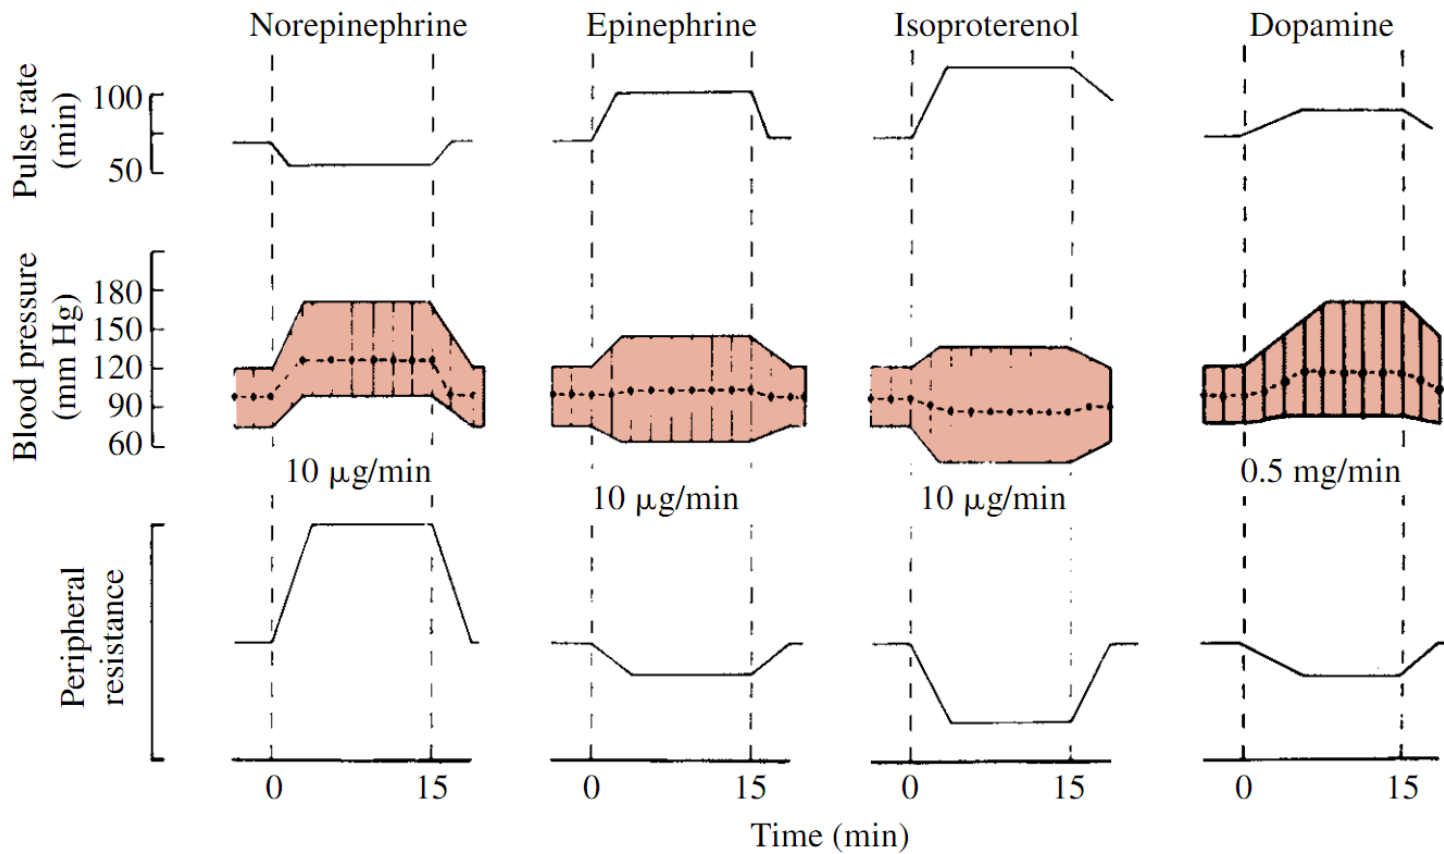 Norepinephrine Epinephrine Isoproterenol Dopamine
Pulse rate
(min)
100
50
Blood pressure
(mm Hg)
180
150
120
90
60
10 μg/min 10 μg/min 10 μg/min 0.5 mg/min
Peripheral
resistance
0 15 0 15 0 15 0 15
Time (min)